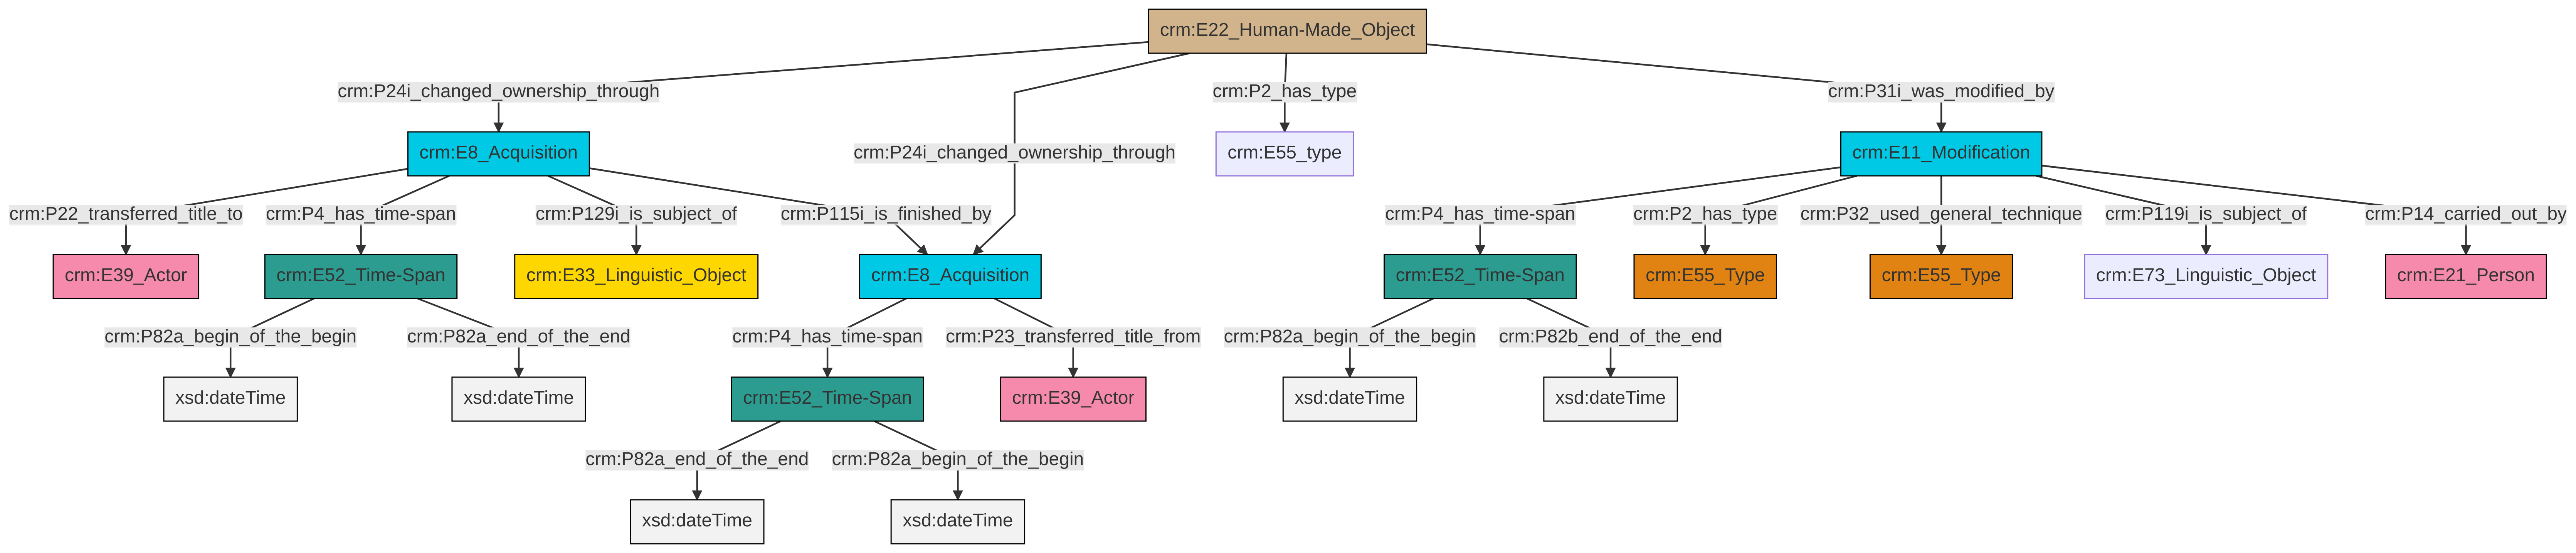 crm:E22_Human-Made_Object
crm:P24i_changed_ownership_through
crm:P2_has_type
crm:P31i_was_modified_by
crm:E8_Acquisition
crm:P24i_changed_ownership_through
crm:E55_type
crm:E11_Modification
crm:P22_transferred_title_to
crm:P4_has_time-span
crm:P129i_is_subject_of
crm:P115i_is_finished_by
crm:P4_has_time-span
crm:P2_has_type
crm:P32_used_general_technique
crm:P119i_is_subject_of
crm:P14_carried_out_by
crm:E39_Actor
crm:E52_Time-Span
crm:E33_Linguistic_Object
crm:E8_Acquisition
crm:E52_Time-Span
crm:E55_Type
crm:E55_Type
crm:E73_Linguistic_Object
crm:E21_Person
crm:P82a_begin_of_the_begin
crm:P82a_end_of_the_end
crm:P4_has_time-span
crm:P23_transferred_title_from
crm:P82a_begin_of_the_begin
crm:P82b_end_of_the_end
xsd:dateTime
xsd:dateTime
crm:E52_Time-Span
crm:E39_Actor
xsd:dateTime
xsd:dateTime
crm:P82a_end_of_the_end
crm:P82a_begin_of_the_begin
xsd:dateTime
xsd:dateTime